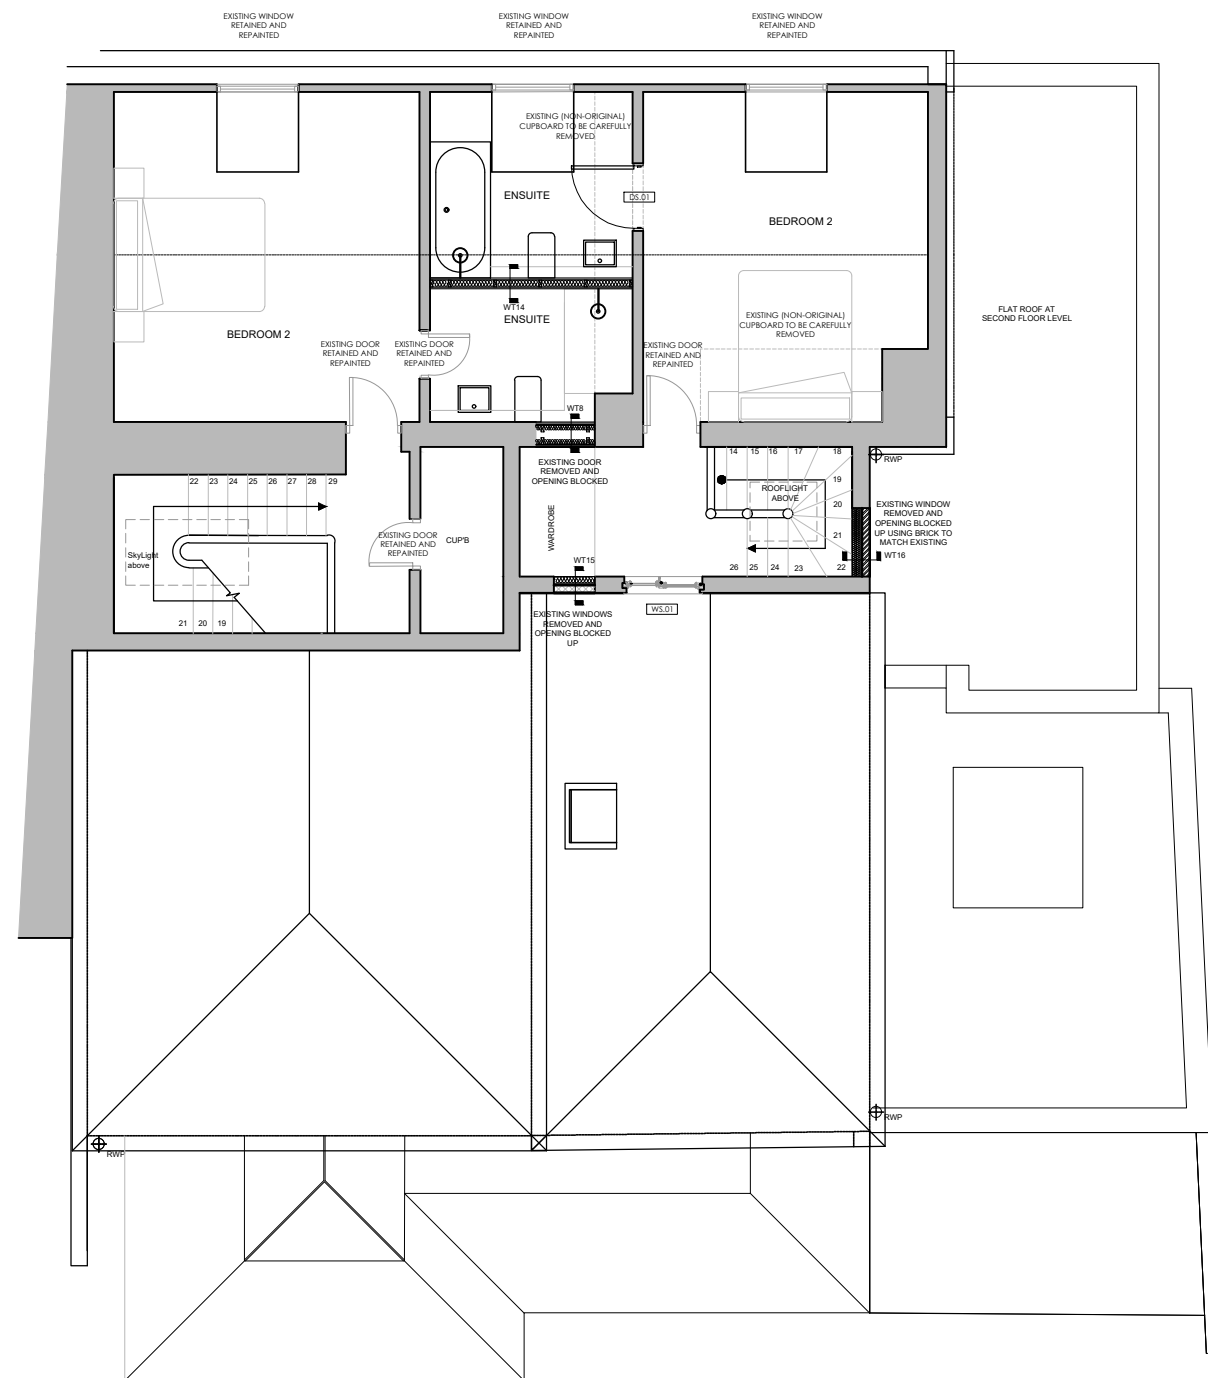 EXISTING WINDOW
RETAINED AND
REPAINTED
EXISTING WINDOW
RETAINED AND
REPAINTED
EXISTING WINDOW
RETAINED AND
REPAINTED
EXISTING (NON-ORIGINAL)
CUPBOARD TO BE CAREFULLY
REMOVED
ENSUITE
DS.01
BEDROOM 2
WT14
ENSUITE
BEDROOM 2
EXISTING (NON-ORIGINAL)
CUPBOARD TO BE CAREFULLY
REMOVED
FLAT ROOF AT
SECOND FLOOR LEVEL
EXISTING DOOR
RETAINED AND
REPAINTED
EXISTING DOOR
RETAINED AND
REPAINTED
EXISTING DOOR
RETAINED AND
REPAINTED
WT8
EXISTING DOOR
REMOVED AND
OPENING BLOCKED
14 15 16 17 18
19
20
21
22
23
24
25
26
ROOFLIGHT
ABOVE
RWP
22 23 24 25 26 27 28 29
SkyLight
above
21 20 19
EXISTING DOOR
RETAINED AND
REPAINTED
CUP'B
WARDROBE
WT15
EXISTING WINDOW
REMOVED AND
OPENING BLOCKED
UP USING BRICK TO
MATCH EXISTING
WT16
EXISTING WINDOWS
REMOVED AND
OPENING BLOCKED
UP
WS.01
RWP
RWP